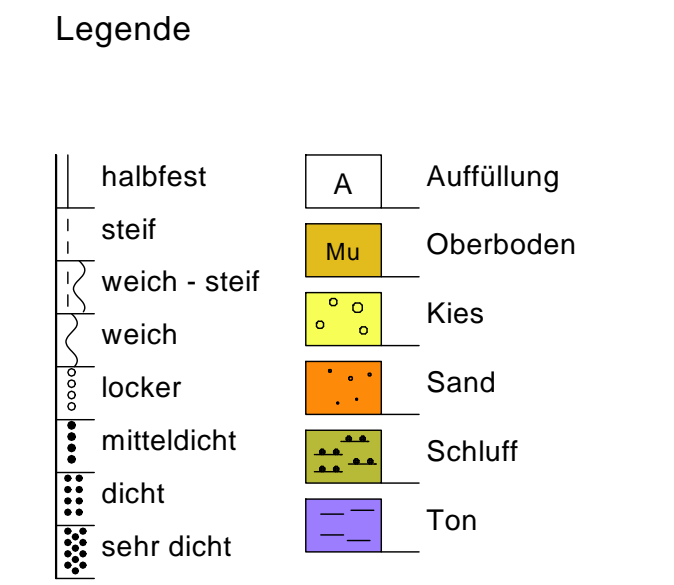 Legende
halbfest
steif
weich - steif
weich
locker
mitteldicht
dicht
sehr dicht
A Auffüllung
Mu Oberboden
Kies
Sand
Schluff
Ton